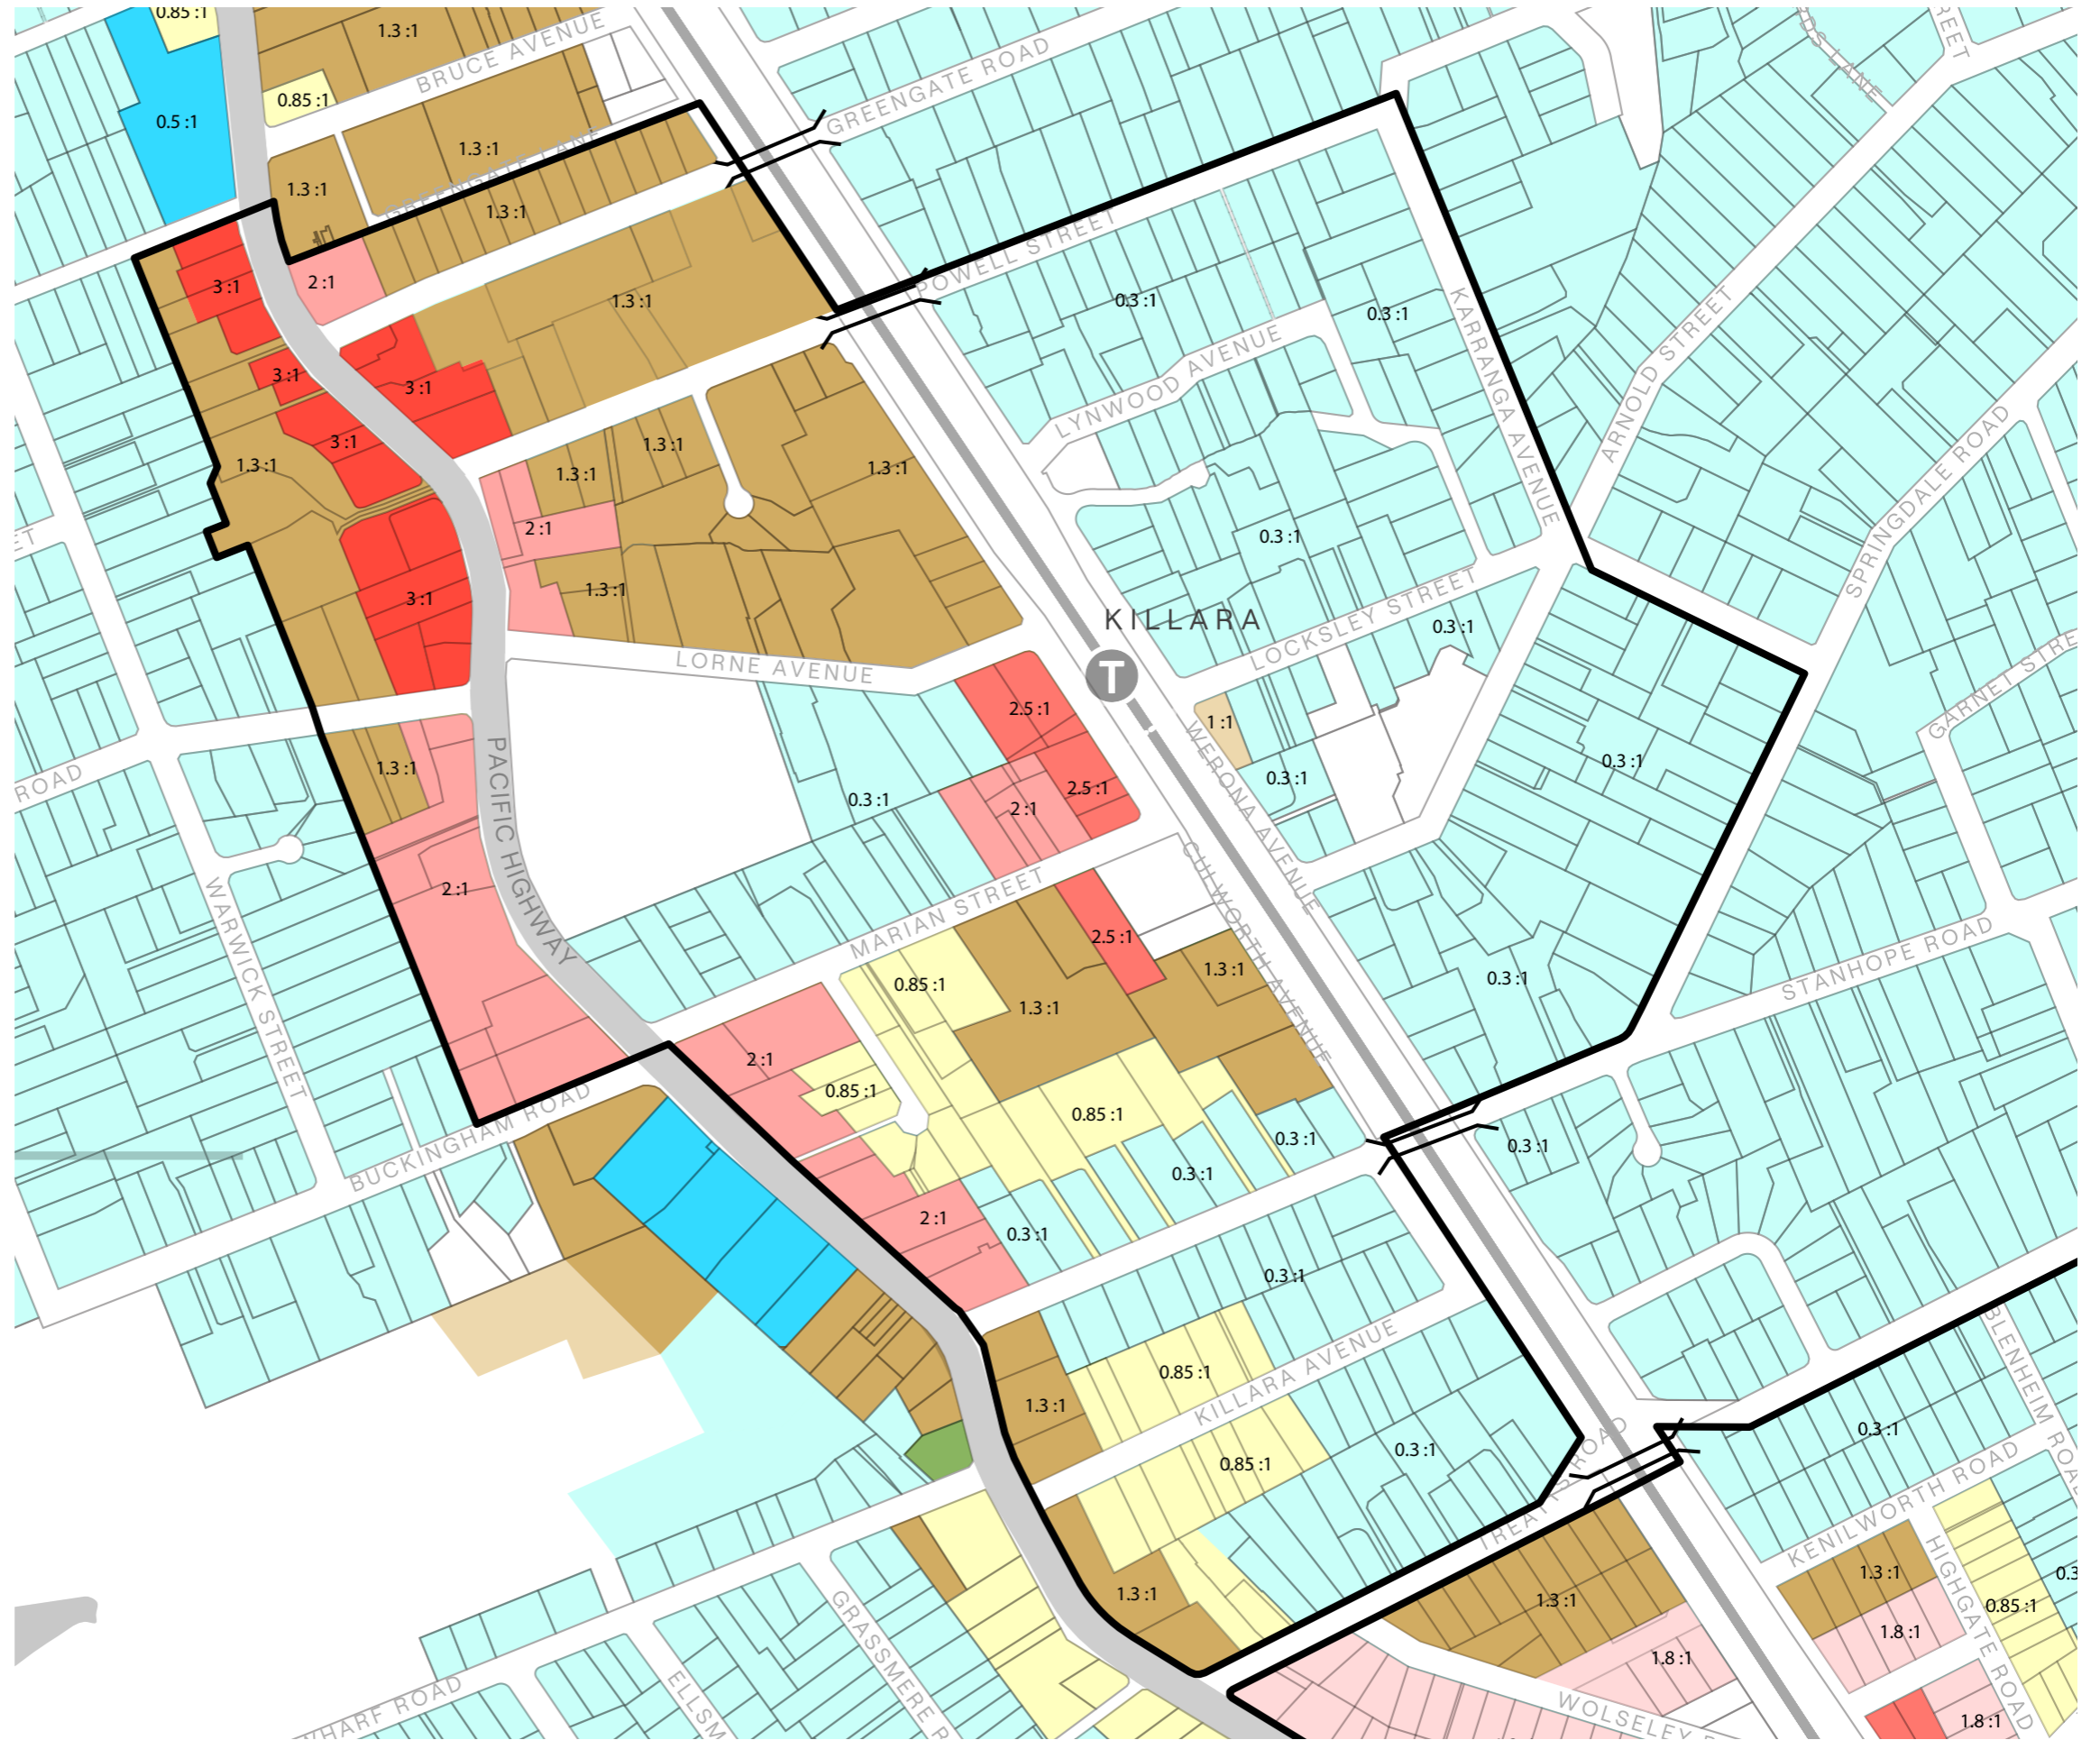 0.85 :1
1.3 :1
BRUCE AVENUE
0.85 :1
0.5 :1
GREENGATE ROAD
1.3 :1
GREENGATE LANE
1.3 :1
1.3 :1
POWELL STREET
3 :1
2 :1
1.3 :1
0.3 :1
0.3 :1
KARRANGA AVENUE
ARNOLD STREET
LYNWOOD AVENUE
3 :1
3 :1
3 :1
1.3 :1
1.3 :1
1.3 :1
1.3 :1
SPRINGDALE ROAD
2 :1
0.3 :1
1.3 :1
3 :1
KILLARA
T
LOCKSLEY STREET
0.3 :1
GARNET STREE
LORNE AVENUE
2.5 :1
1 :1
WERONA AVENUE
0.3 :1
0.3 :1
1.3 :1
PACIFIC HIGHWAY
ROAD
0.3 :1
2.5 :1
2 :1
2 :1
CULWORTH AVENUE
MARIAN STREET
WARWICK STREET
2.5 :1
1.3 :1
0.85 :1
1.3 :1
0.3 :1
STANHOPE ROAD
2 :1
0.85 :1
0.85 :1
0.3 :1
0.3 :1
0.3 :1
BUCKINGHAM ROAD
2 :1
0.3 :1
0.3 :1
0.85 :1
KILLARA AVENUE
1.3 :1
0.3 :1
0.85 :1
BLENHEIM ROA
0.3 :1
KENILWORTH ROAD
1.3 :1
1.3 :1
1.3 :1
0.3
HIGHGATE ROAD
0.85 :1
1.8 :1
1.8 :1
GRASSMERE R
ELLSM
WHARF ROAD
WOLSELEY
1.8 :1